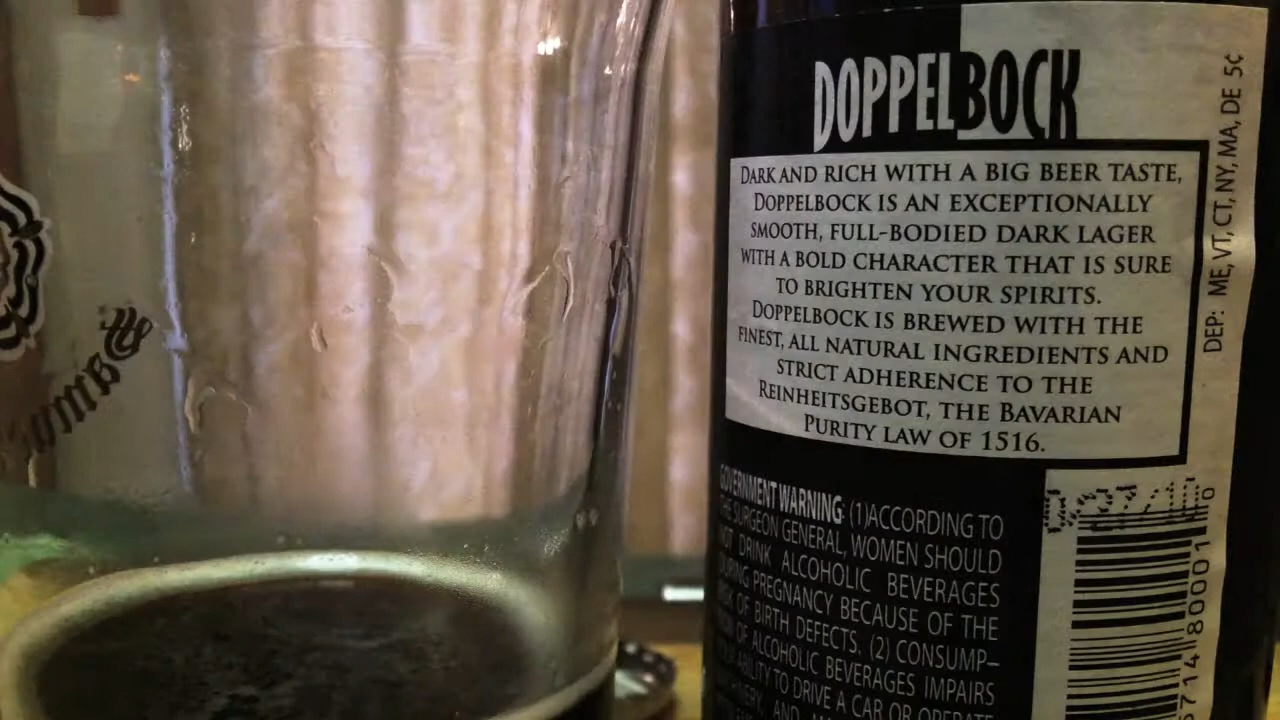 DOPPELBOCK
DARK AND RICH WITH A BIG BEER TASTE,
DOPPELBOCK IS AN EXCEPTIONALLY
SMOOTH, FULL-BODIED DARK LAGER
WITH A BOLD CHARACTER THAT IS SURE
TO BRIGHTEN YOUR SPIRITS.
DOPPELBOCK IS BREWED WITH THE
FINEST, ALL NATURAL INGREDIENTS AND
STRICT ADHERENCE TO THE
REINHEITSGEBOT, THE BAVARIAN
PURITY LAW OF 1516.
DEP: ME, VT, CT, NY, MA, DE 5¢
GOVERNMENT WARNING: (1)ACCORDING TO
THE SURGEON GENERAL, WOMEN SHOULD
NOT DRINK ALCOHOLIC BEVERAGES
DURING PREGNANCY BECAUSE OF THE
RISK OF BIRTH DEFECTS. (2) CONSUMP–
OF ALCOHOLIC BEVERAGES IMPAIRS
ABILITY TO DRIVE A CAR OR OPERATE
AND
714 80001 0